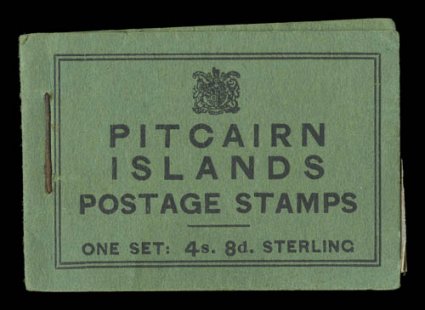 PITCAIRN
ISLANDS
POSTAGE STAMPS
ONE SET: 4s. 8d. STERLING